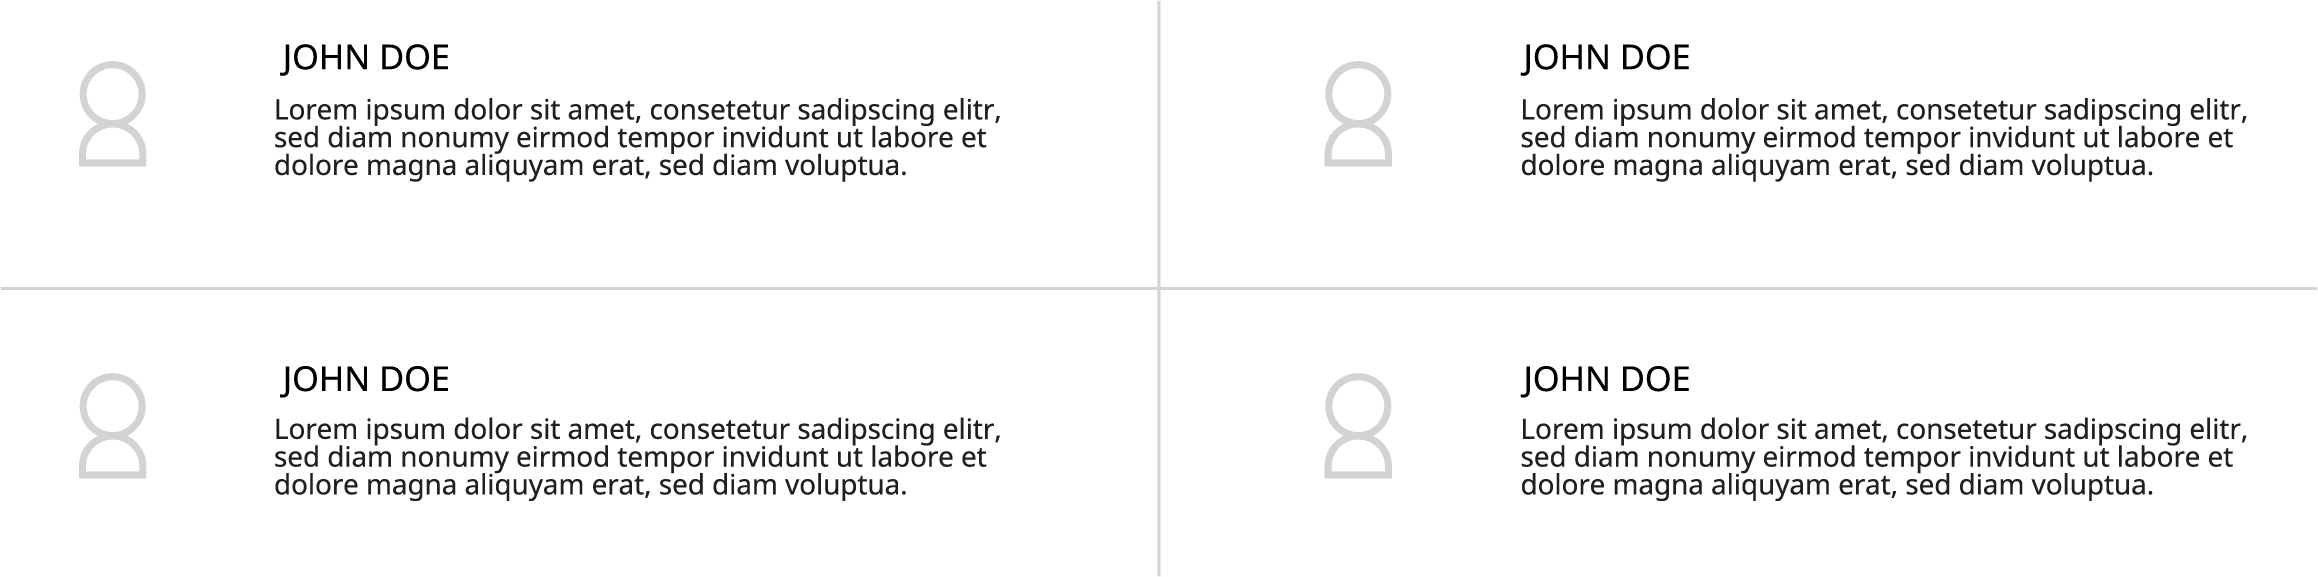 JOHN DOE
Lorem ipsum dolor sit amet, consetetur sadipscing elitr,
sed diam nonumy eirmod tempor invidunt ut labore et
dolore magna aliquyam erat, sed diam voluptua.
JOHN DOE
Lorem ipsum dolor sit amet, consetetur sadipscing elitr,
sed diam nonumy eirmod tempor invidunt ut labore et
dolore magna aliquyam erat, sed diam voluptua.
JOHN DOE
Lorem ipsum dolor sit amet, consetetur sadipscing elitr,
sed diam nonumy eirmod tempor invidunt ut labore et
dolore magna aliquyam erat, sed diam voluptua.
JOHN DOE
Lorem ipsum dolor sit amet, consetetur sadipscing elitr,
sed diam nonumy eirmod tempor invidunt ut labore et
dolore magna aliquyam erat, sed diam voluptua.